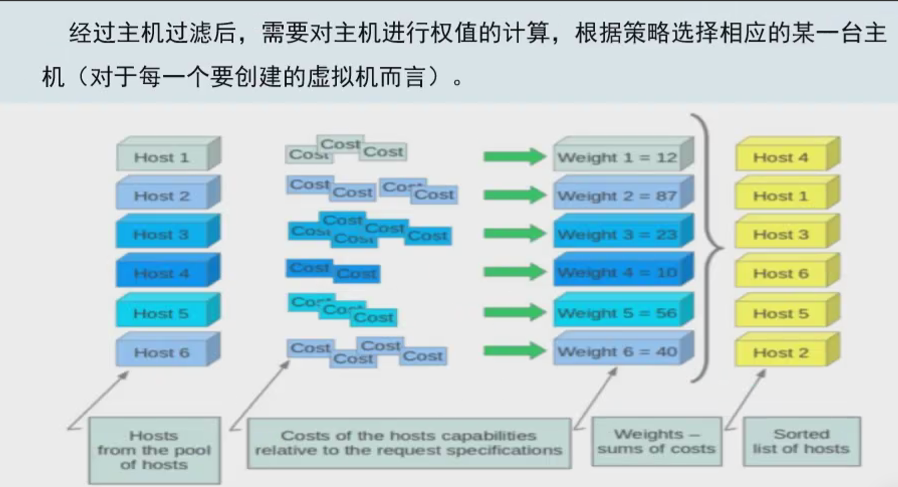 经过主机过滤后，需要对主机进行权值的计算，根据策略选择相应的某一台主
机（对于每一个要创建的虚拟机而言）。
Host 1
Cost Cost Cost
Weight 1 = 12
Host 4
Host 2
Cost Cost Cost Cost
Weight 2 = 87
Host 1
Host 3
Cost Cost Cost Cost Cost
Weight 3 = 23
Host 3
Host 4
Cost Cost
Weight 4 = 10
Host 6
Host 5
Cost Cost Cost
Weight 5 = 56
Host 5
Host 6
Cost Cost Cost Cost
Weight 6 = 40
Host 2
Hosts
from the pool
of hosts
Costs of the hosts capabilities
relative to the request specifications
Weights –
sums of costs
Sorted
list of hosts